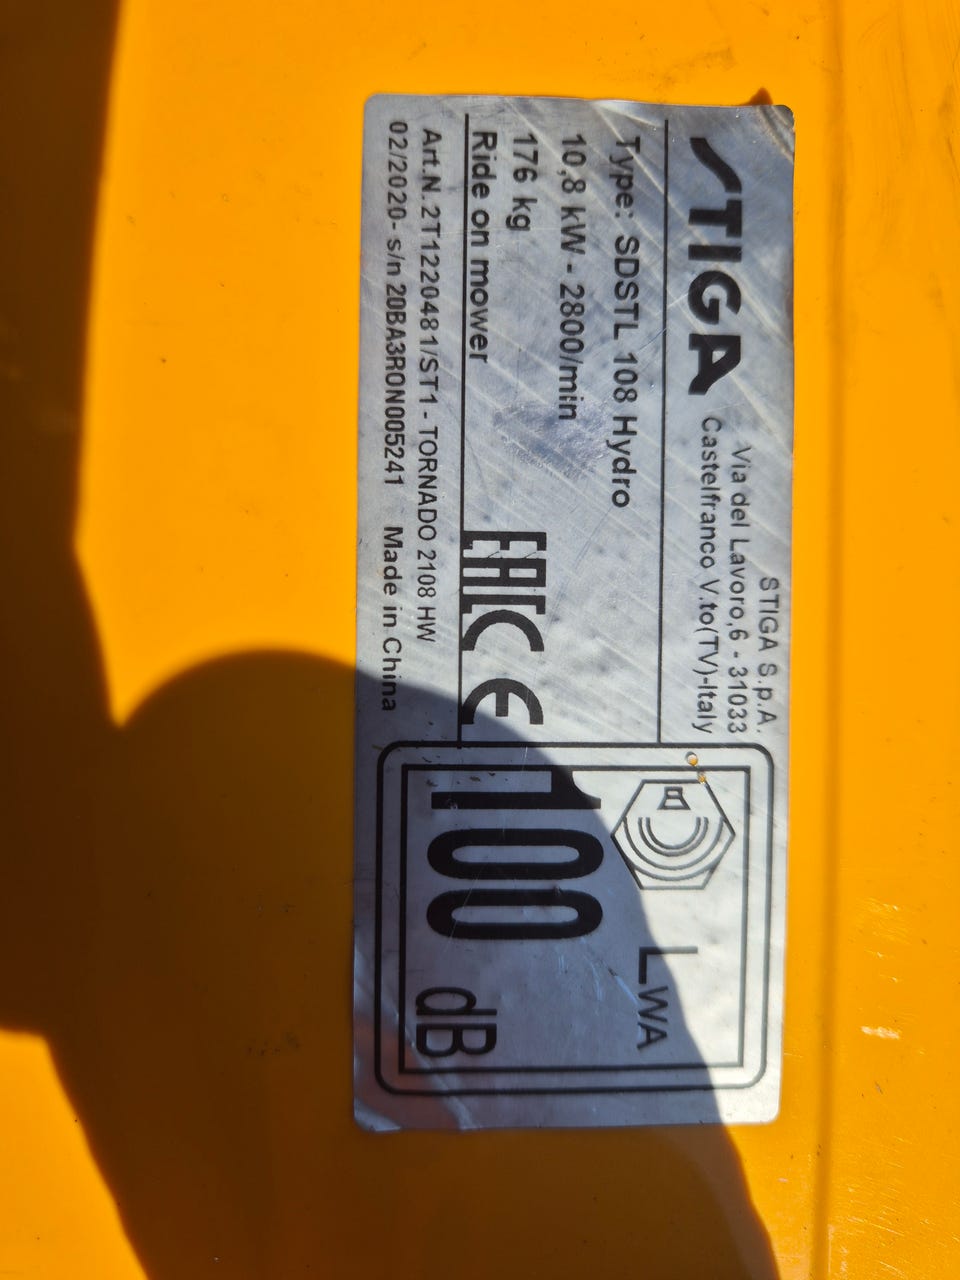 STIGA
STIGA S.p.A.
Via del Lavoro,6 - 31033
Castelfranco V.to(TV)-Italy
Type: SDSTL 108 Hydro
10,8 kW - 2800/min
176 kg
Ride on mower
EAC CE
Art.N. 2T1220481/ST1 - TORNADO 2108 HW
02/2020- s/n 20BA3RON005241 Made in China
LWA
100 dB